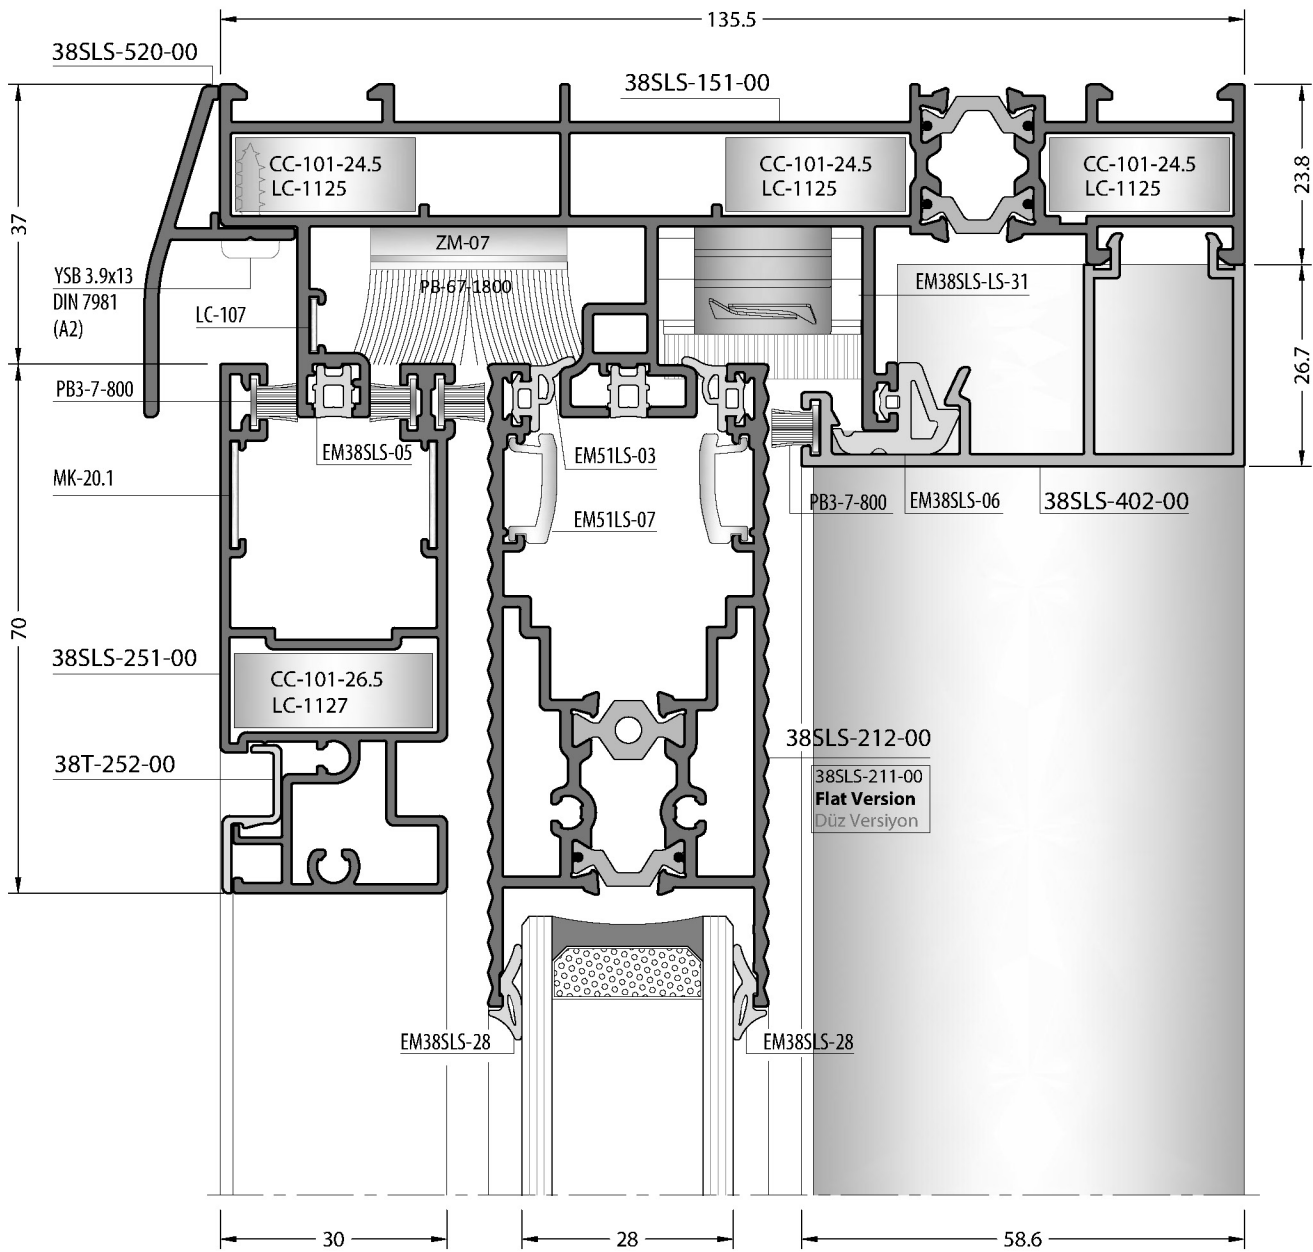 135.5
38SLS-520-00
38SLS-151-00
CC-101-24.5
LC-1125
CC-101-24.5
LC-1125
CC-101-24.5
LC-1125
23.8
37
ZM-07
YSB 3.9x13
DIN 7981
(A2)
PB-67-1800
EM38SLS-LS-31
LC-107
26.7
PB3-7-800
EM38SLS-05
EM51LS-03
MK-20.1
PB3-7-800
EM38SLS-06
38SLS-402-00
EM51LS-07
70
38SLS-251-00
CC-101-26.5
LC-1127
38SLS-212-00
38T-252-00
38SLS-211-00
Flat Version
Düz Versiyon
EM38SLS-28
EM38SLS-28
30
28
58.6